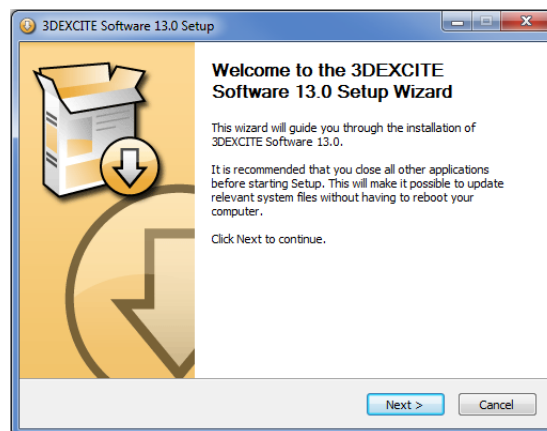 3DEXCITE Software 13.0 Setup
Welcome to the 3DEXCITE
Software 13.0 Setup Wizard
This wizard will guide you through the installation of
3DEXCITE Software 13.0.
It is recommended that you close all other applications
before starting Setup. This will make it possible to update
relevant system files without having to reboot your
computer.
Click Next to continue.
Next >
Cancel